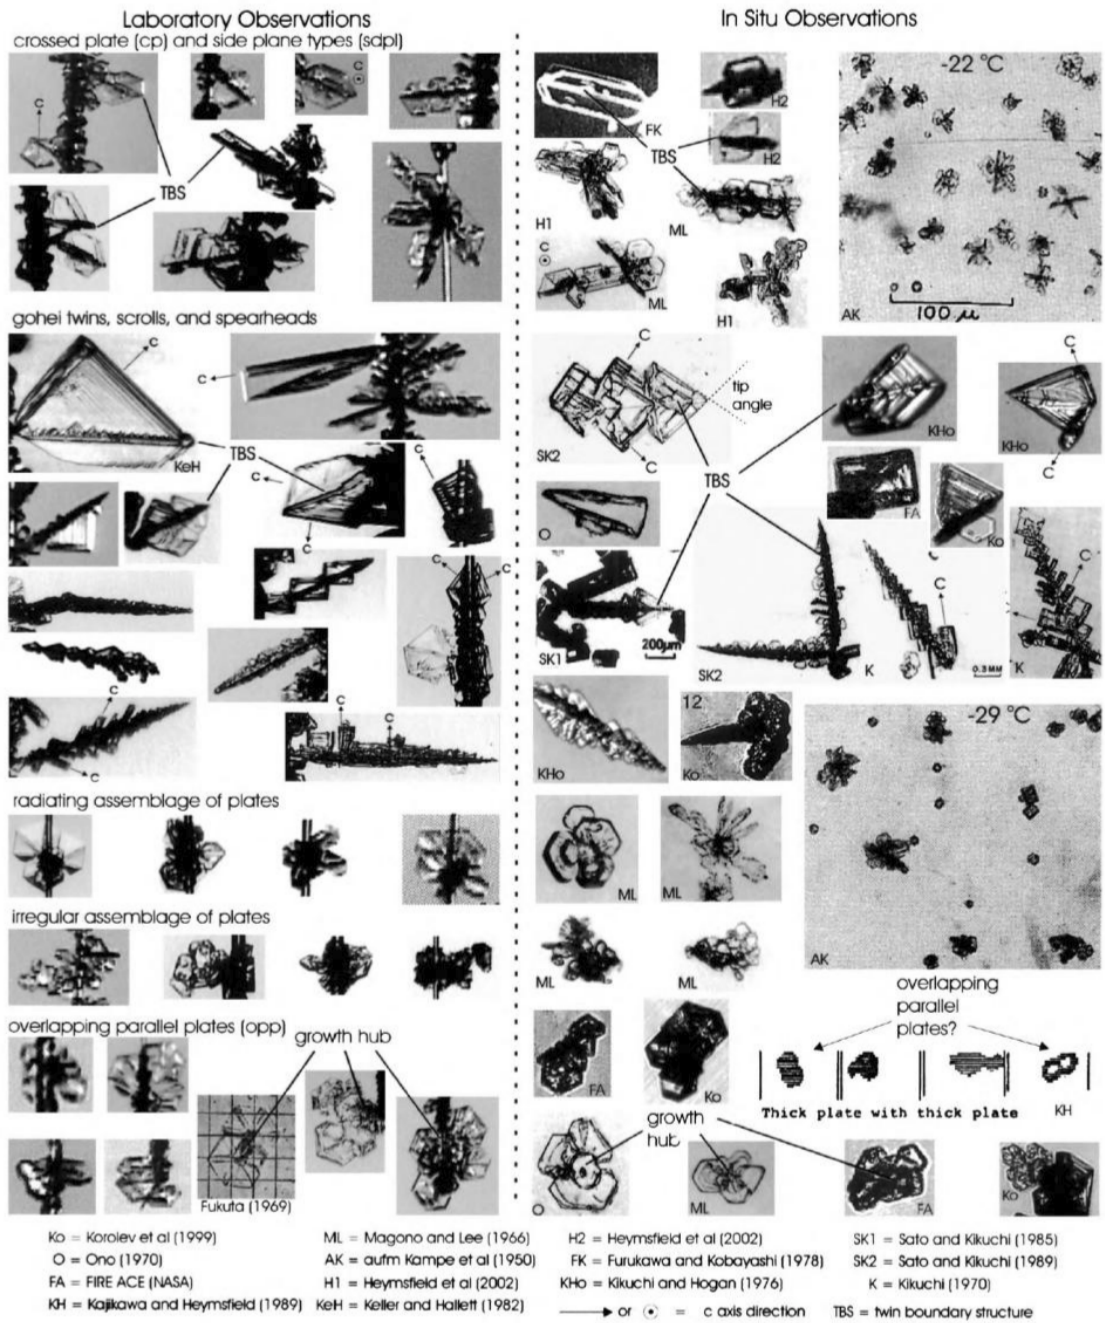 Laboratory Observations
In Situ Observations
crossed plate (cp) and side plane types (sdpl)
C
C
TBS
FK
H2
H2
TBS
H1
ML
C
ML
H1
-22 °C
100 µ
AK
gohei twins, scrolls, and spearheads
C
C
KeH
TBS
C
C
C
C
C
C
C
C
C
C
SK2
C
tip
angle
TBS
KHo
C
KHo
C
O
FA
Ko
SK1
200µm
SK2
K
C
0.3MM
C
K
KHo
12
Ko
-29 °C
AK
radiating assemblage of plates
ML
ML
irregular assemblage of plates
ML
ML
overlapping parallel plates (opp)
growth hub
Fukuta (1969)
FA
Ko
overlapping
parallel
plates?
Thick plate with thick plate
KH
growth
hub
O
ML
FA
Ko
Ko = Korolev et al (1999)
ML = Magono and Lee (1966)
H2 = Heymsfield et al (2002)
SK1 = Sato and Kikuchi (1985)
O = Ono (1970)
AK = aufm Kampe et al (1950)
FK = Furukawa and Kobayashi (1978)
SK2 = Sato and Kikuchi (1989)
FA = FIRE ACE (NASA)
H1 = Heymsfield et al (2002)
KHo = Kikuchi and Hogan (1976)
K = Kikuchi (1970)
KH = Kajikawa and Heymsfield (1989)
KeH = Keller and Hallett (1982)
or = c axis direction
TBS = twin boundary structure